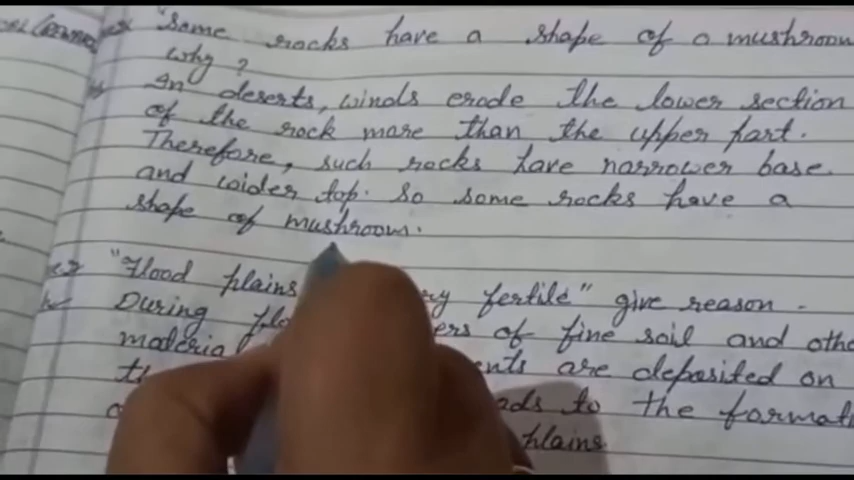 "Some rocks have a shape of a mushroom
why ?
In deserts, winds erode the lower section
of the rock more than the upper part.
Therefore, such rocks have narrower base.
and wider top. so some rocks have a
shape of mushroom.
"Flood plains fertile" give reason -
During of fine soil and
are deposited on
to the
plains